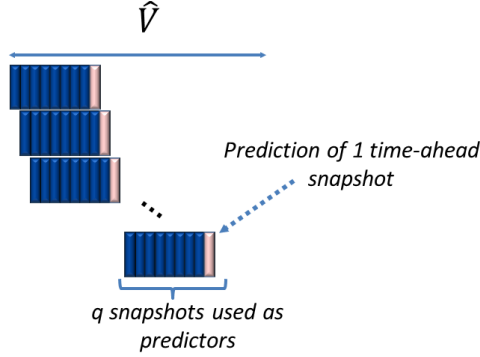 V̂
Prediction of 1 time-ahead
snapshot
q snapshots used as
predictors